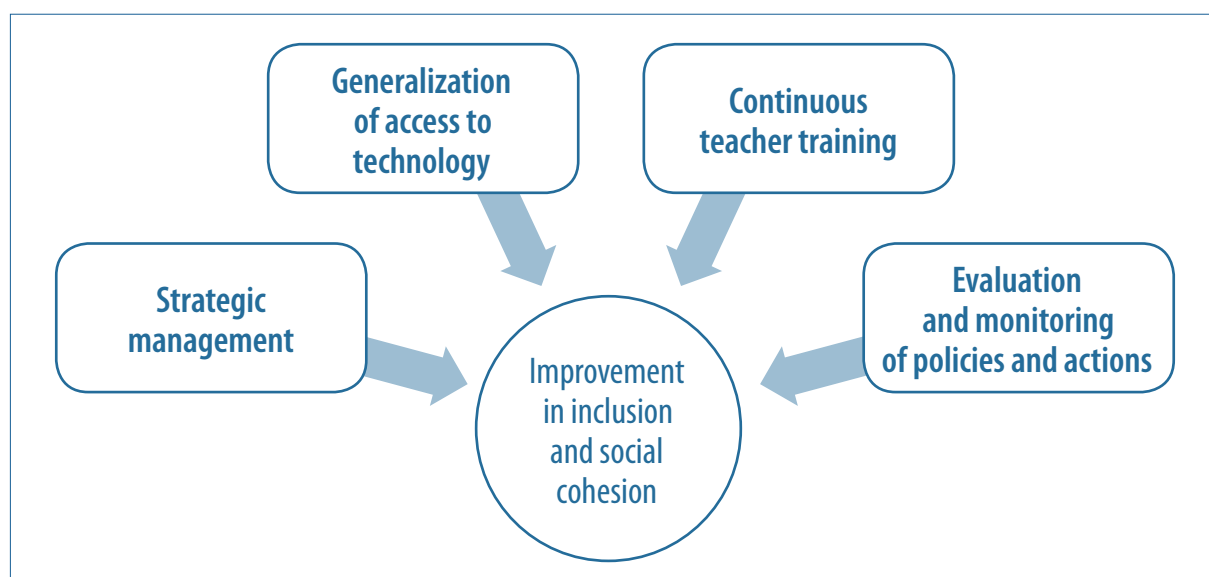 Generalization
of access to
technology
Continuous
teacher training
Strategic
management
Evaluation
and monitoring
of policies and actions
Improvement
in inclusion
and social
cohesion